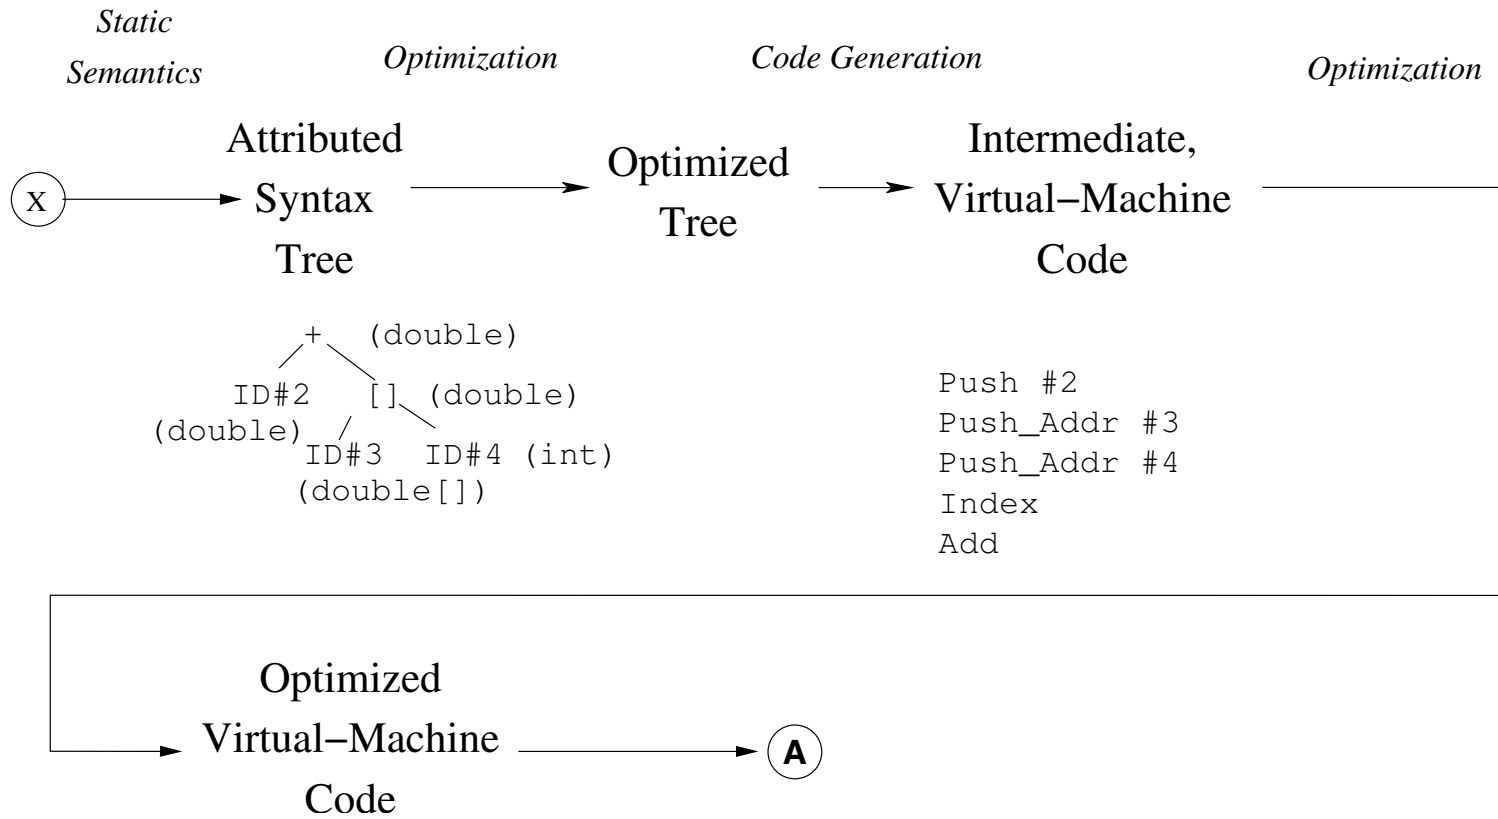 Static
Semantics
Optimization
Code Generation
Optimization
X
Attributed
Syntax
Tree
Optimized
Tree
Intermediate,
Virtual−Machine
Code
+ (double)
ID#2 [] (double)
(double)
ID#3 ID#4 (int)
(double[])
Push #2
Push_Addr #3
Push_Addr #4
Index
Add
Optimized
Virtual−Machine
Code
A